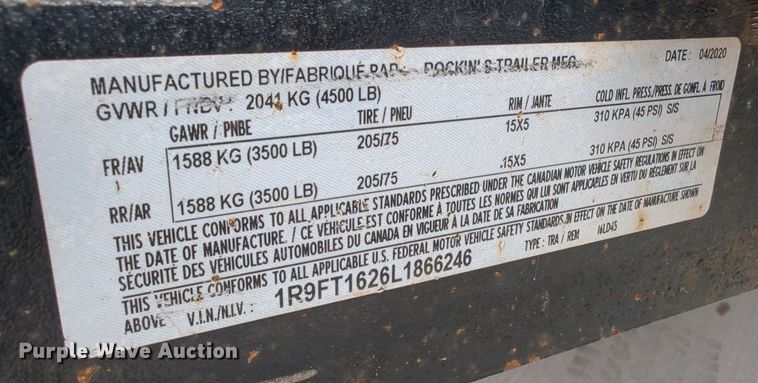 DATE: 04/2020
MANUFACTURED BY/FABRIQUÉ PAR: ROCKIN' S TRAILER MFG
GVWR / PNBV: 2041 KG (4500 LB)
GAWR / PNBE TIRE / PNEU RIM / JANTE COLD INFL. PRESS./PRESS. DE GONFL. À FROID
FR/AV 1588 KG (3500 LB) 205/75 15X5 310 KPA (45 PSI) S/S
RR/AR 1588 KG (3500 LB) 205/75 15X5 310 KPA (45 PSI) S/S
THIS VEHICLE CONFORMS TO ALL APPLICABLE STANDARDS PRESCRIBED UNDER THE CANADIAN MOTOR VEHICLE SAFETY REGULATIONS IN EFFECT ON
THE DATE OF MANUFACTURE. / CE VÉHICULE EST CONFORME À TOUTES LES NORMES QUI LUI SONT APPLICABLES EN VERTU DU RÈGLEMENT SUR LA
SÉCURITÉ DES VÉHICULES AUTOMOBILES DU CANADA EN VIGUEUR À LA DATE DE SA FABRICATION
THIS VEHICLE CONFORMS TO ALL APPLICABLE U.S. FEDERAL MOTOR VEHICLE SAFETY STANDARDS IN EFFECT ON THE DATE OF MANUFACTURE SHOWN
ABOVE V.I.N./N.I.V.: 1R9FT1626L1866246 TYPE: TRA / REM 16LD45
Purple Wave Auction